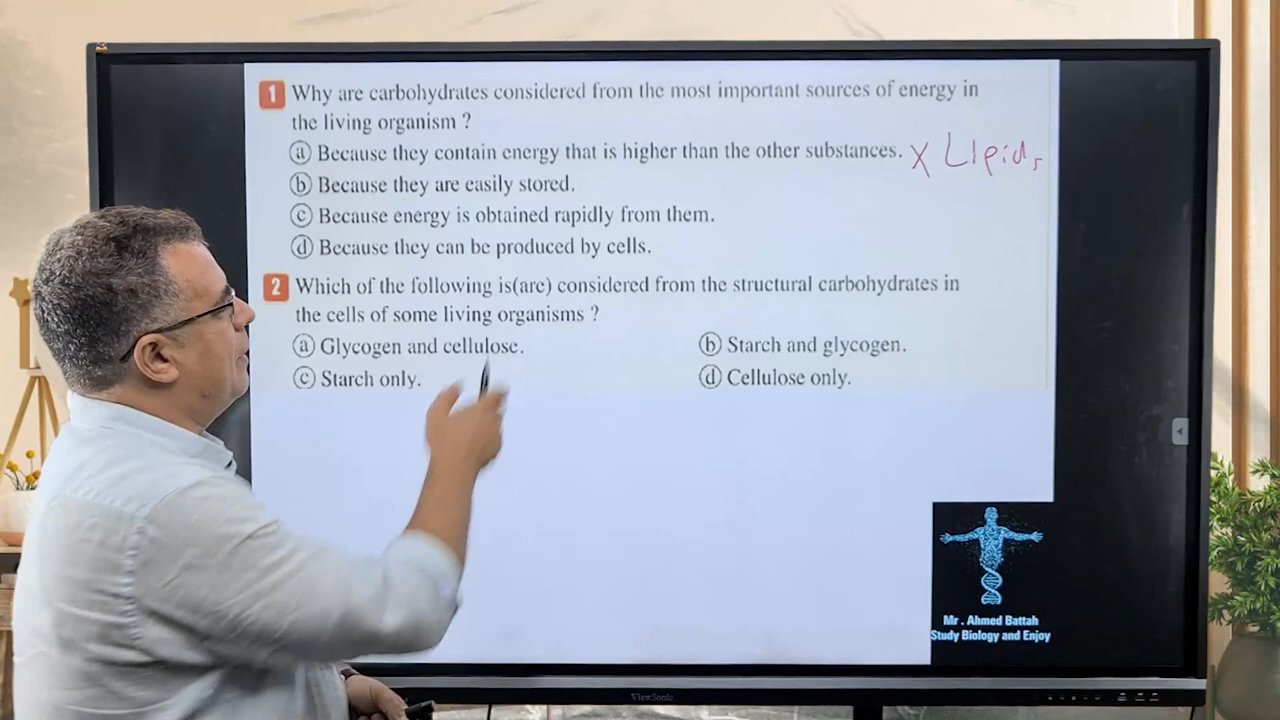 1 Why are carbohydrates considered from the most important sources of energy in
the living organism ?
ⓐ Because they contain energy that is higher than the other substances. X Lipids
ⓑ Because they are easily stored.
ⓒ Because energy is obtained rapidly from them.
ⓓ Because they can be produced by cells.
2 Which of the following is(are) considered from the structural carbohydrates in
the cells of some living organisms ?
ⓐ Glycogen and cellulose. ⓑ Starch and glycogen.
ⓒ Starch only. ⓓ Cellulose only.
Mr . Ahmed Battah
Study Biology and Enjoy
ViewSonic